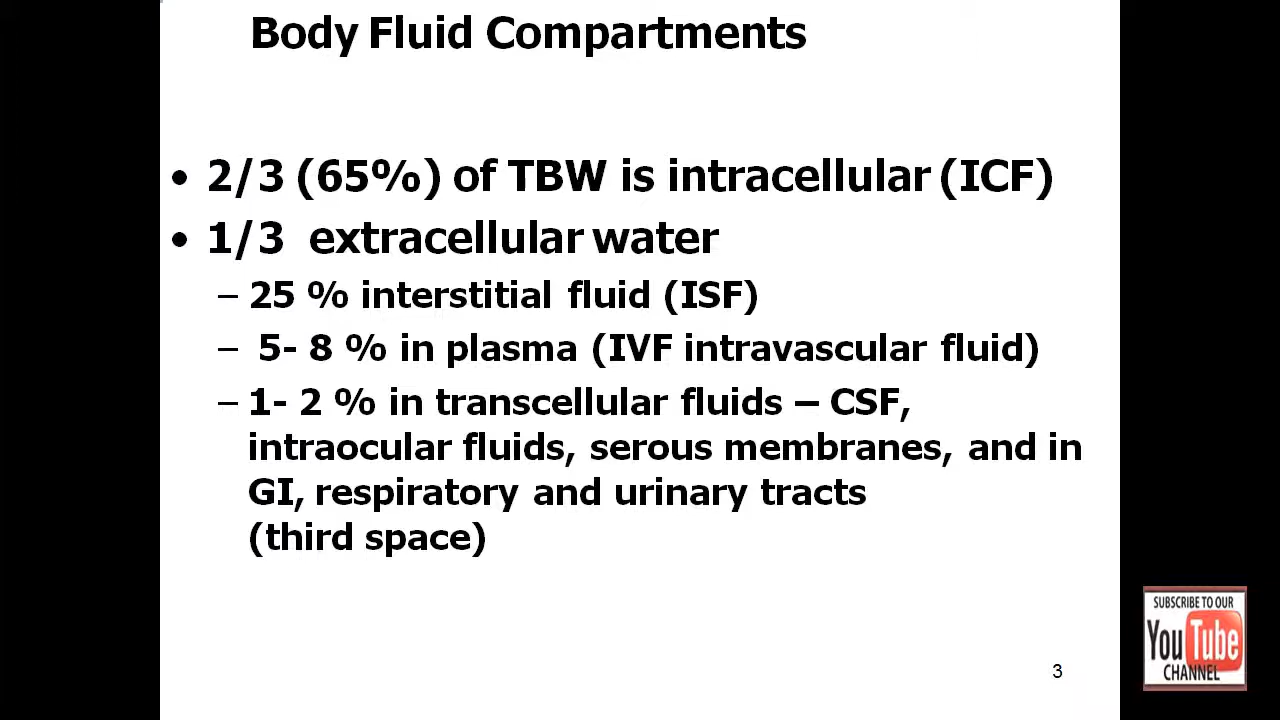 Body Fluid Compartments
• 2/3 (65%) of TBW is intracellular (ICF)
• 1/3 extracellular water
– 25 % interstitial fluid (ISF)
– 5- 8 % in plasma (IVF intravascular fluid)
– 1- 2 % in transcellular fluids – CSF,
intraocular fluids, serous membranes, and in
GI, respiratory and urinary tracts
(third space)
SUBSCRIBE TO OUR
YouTube
CHANNEL
3